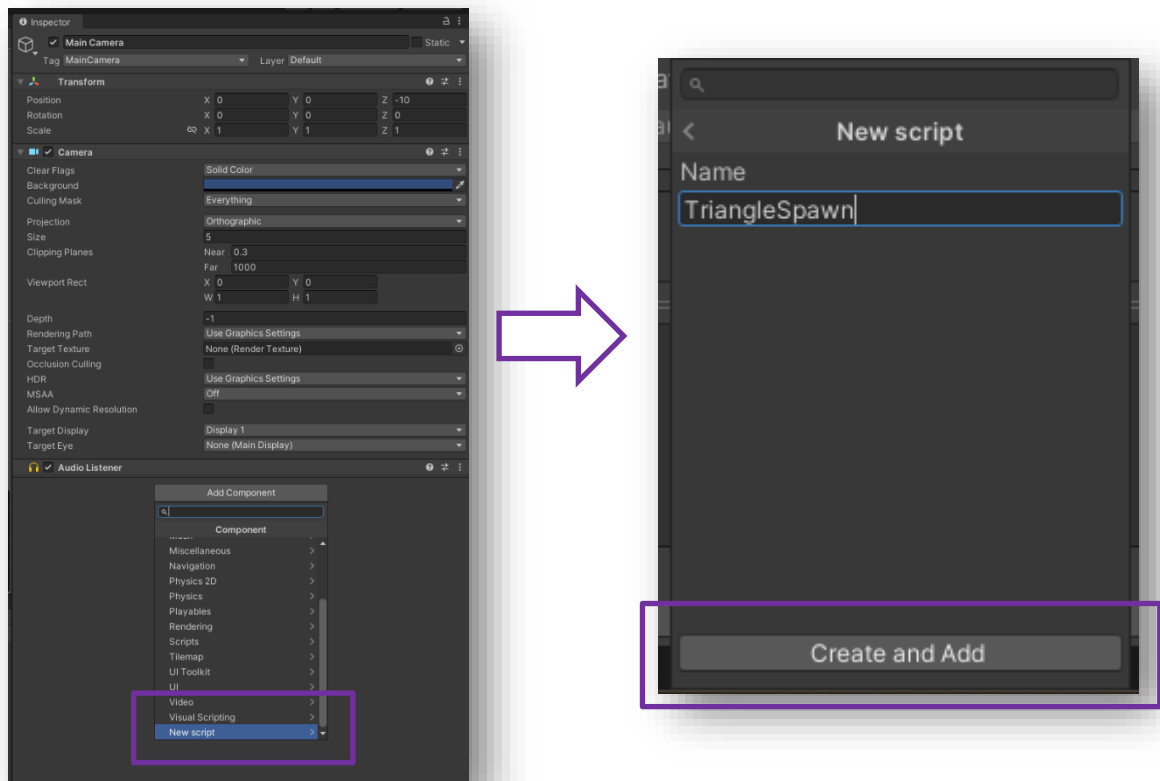 Inspector
Main Camera Static
Tag MainCamera Layer Default
Transform
Position X 0 Y 0 Z -10
Rotation X 0 Y 0 Z 0
Scale X 1 Y 1 Z 1
Camera
Clear Flags Solid Color
Background
Culling Mask Everything
Projection Orthographic
Size 5
Clipping Planes Near 0.3
Far 1000
Viewport Rect X 0 Y 0
W 1 H 1
Depth -1
Rendering Path Use Graphics Settings
Target Texture None (Render Texture)
Occlusion Culling
HDR Use Graphics Settings
MSAA Off
Allow Dynamic Resolution
Target Display Display 1
Target Eye None (Main Display)
Audio Listener
Add Component
Component
Miscellaneous
Navigation
Physics 2D
Physics
Playables
Rendering
Scripts
Tilemap
UI Toolkit
UI
Video
Visual Scripting
New script
New script
Name
TriangleSpawn
Create and Add